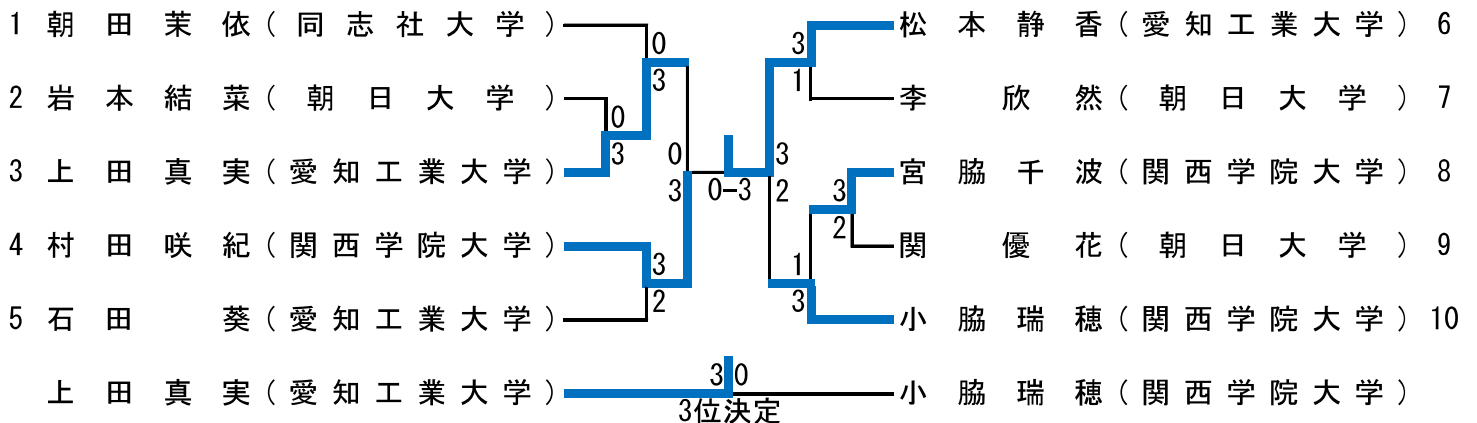 1 朝田茉依(同志社大学) 松本静香(愛知工業大学) 6
0 3
3 1
2 岩本結菜(朝日大学) 李欣然(朝日大学) 7
0
3
3 上田真実(愛知工業大学) 宮脇千波(関西学院大学) 8
0 3
3 0-3 2 3
2
4 村田咲紀(関西学院大学) 関優花(朝日大学) 9
3 1
2 3
5 石田葵(愛知工業大学) 小脇瑞穂(関西学院大学) 10
上田真実(愛知工業大学) 3 0 小脇瑞穂(関西学院大学)
3位決定